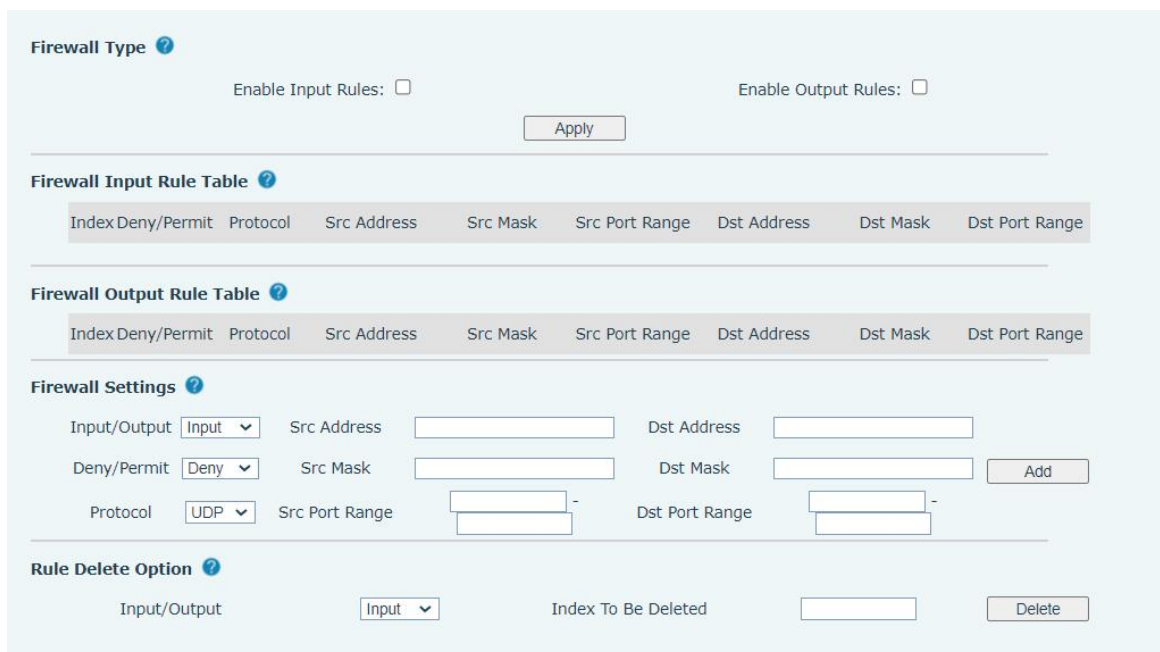 Firewall Type ?
Enable Input Rules: Enable Output Rules:
Apply
Firewall Input Rule Table ?
Index Deny/Permit Protocol Src Address Src Mask Src Port Range Dst Address Dst Mask Dst Port Range
Firewall Output Rule Table ?
Index Deny/Permit Protocol Src Address Src Mask Src Port Range Dst Address Dst Mask Dst Port Range
Firewall Settings ?
Input/Output Input Src Address Dst Address
Deny/Permit Deny Src Mask Dst Mask Add
Protocol UDP Src Port Range - Dst Port Range -
Rule Delete Option ?
Input/Output Input Index To Be Deleted Delete